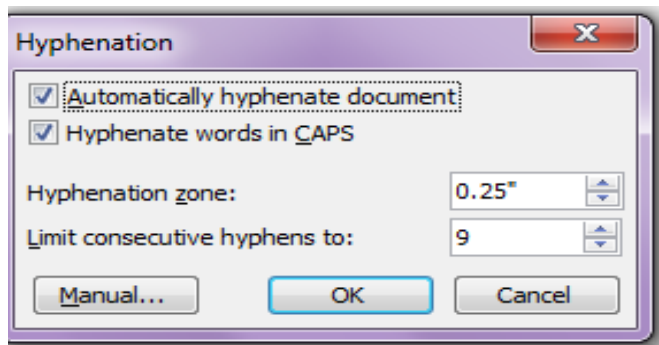 Hyphenation
Automatically hyphenate document
Hyphenate words in CAPS
Hyphenation zone: 0.25"
Limit consecutive hyphens to: 9
Manual... OK Cancel